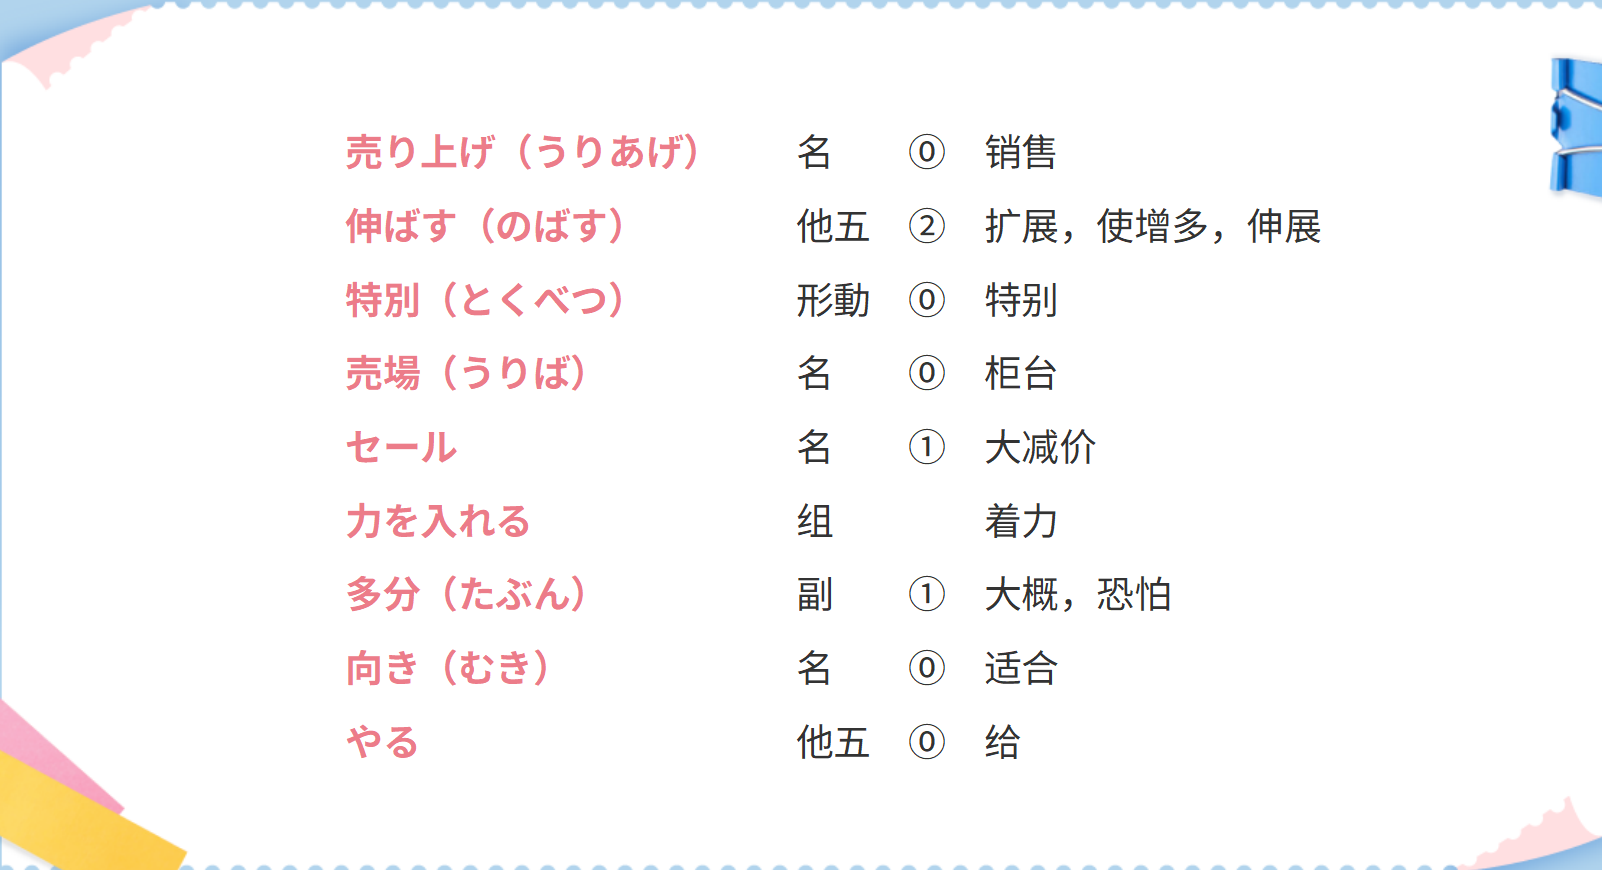 売り上げ（うりあげ） 名 ⓪ 销售
伸ばす（のばす） 他五 ② 扩展，使增多，伸展
特別（とくべつ） 形動 ⓪ 特别
売場（うりば） 名 ⓪ 柜台
セール 名 ① 大减价
力を入れる 组 着力
多分（たぶん） 副 ① 大概，恐怕
向き（むき） 名 ⓪ 适合
やる 他五 ⓪ 给